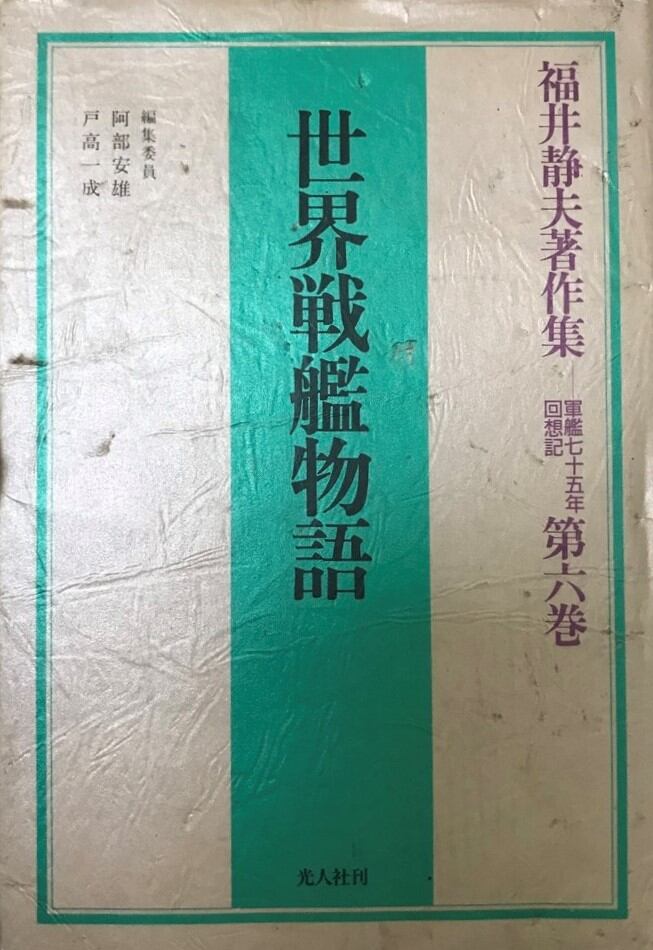 福井静夫著作集
軍艦七十五年
回想記
第六巻
世界戦艦物語
編集委員
阿部安雄
戸高一成
光人社刊